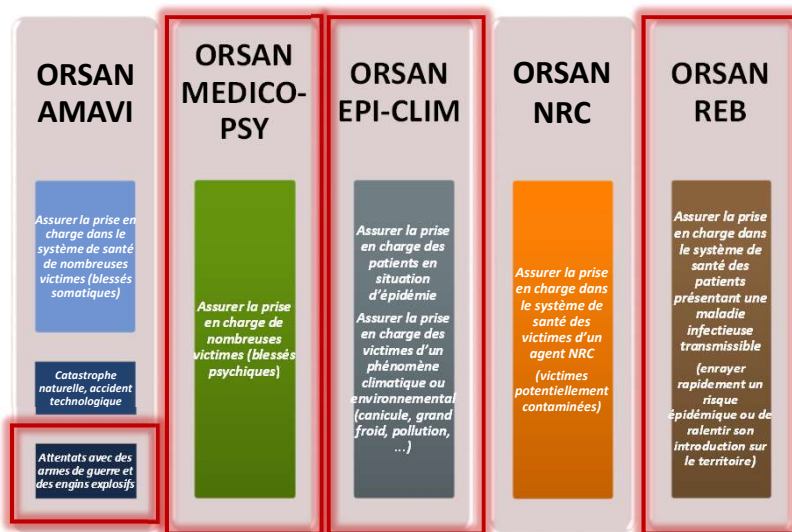 ORSAN
AMAVI
Assurer la prise en
charge dans le
système de santé
de nombreuses
victimes (blessés
somatiques)
Catastrophe
naturelle, accident
technologique
Attentats avec des
armes de guerre et
des engins explosifs
ORSAN
MEDICO-
PSY
Assurer la prise
en charge de
nombreuses
victimes (blessés
psychiques)
ORSAN
EPI-CLIM
Assurer la prise
en charge des
patients en
situation
d’épidémie
Assurer la prise
en charge des
victimes d’un
phénomène
climatique ou
environnemental
(canicule, grand
froid, pollution,
…)
ORSAN
NRC
Assurer la prise
en charge dans
le système de
santé des
victimes d’un
agent NRC
(victimes
potentiellement
contaminées)
ORSAN
REB
Assurer la prise
en charge dans
le système de
santé des
patients
présentant une
maladie
infectieuse
transmissible
(enrayer
rapidement un
risque
épidémique ou de
ralentir son
introduction sur
le territoire)